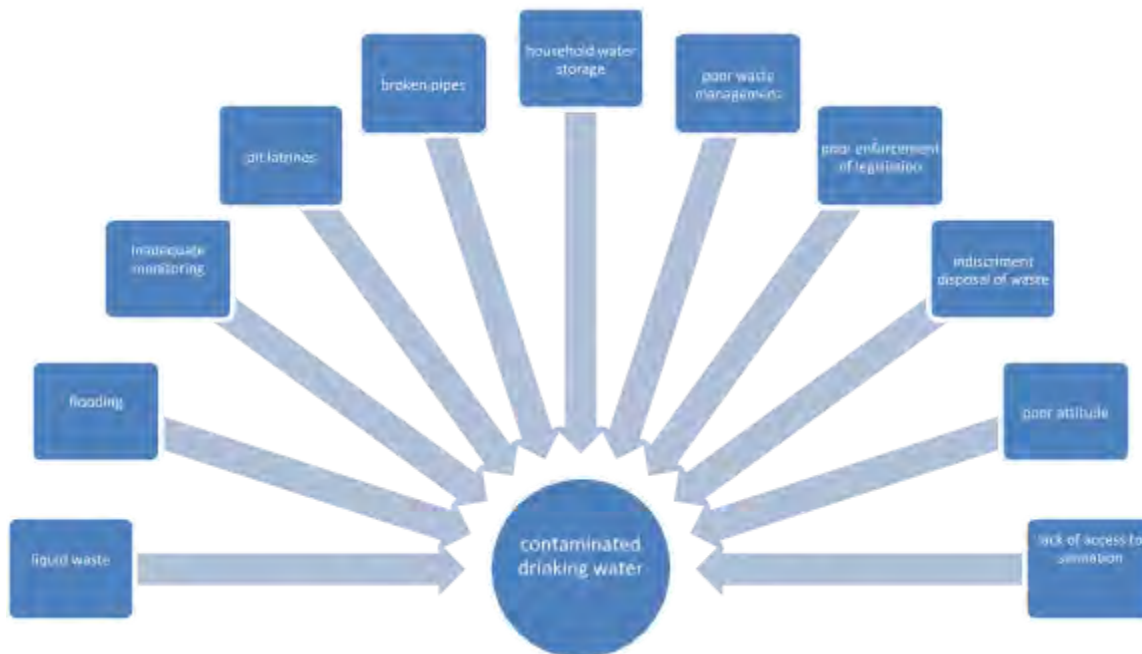 liquid waste
flooding
inadequate
monitoring
pit latrines
broken pipes
household water
storage
poor waste
management
poor enforcement
of legislation
indiscriment
disposal of waste
poor attitude
lack of access to
sanitation
contaminated
drinking water